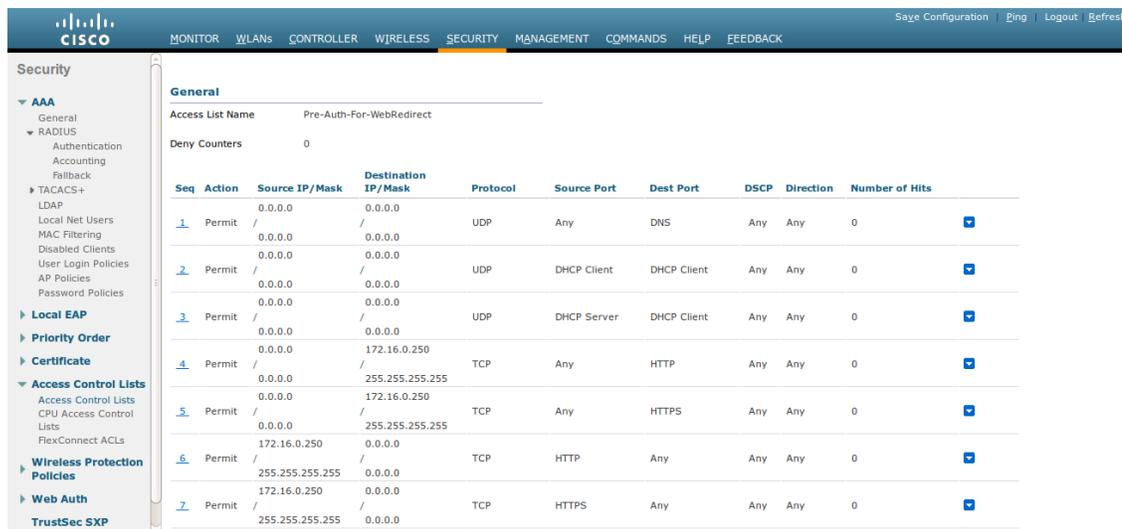 Save Configuration | Ping | Logout | Refresh
CISCO
MONITOR WLANs CONTROLLER WIRELESS SECURITY MANAGEMENT COMMANDS HELP FEEDBACK
Security
AAA
General
RADIUS
Authentication
Accounting
Fallback
TACACS+
LDAP
Local Net Users
MAC Filtering
Disabled Clients
User Login Policies
AP Policies
Password Policies
Local EAP
Priority Order
Certificate
Access Control Lists
Access Control Lists
CPU Access Control
Lists
FlexConnect ACLs
Wireless Protection
Policies
Web Auth
TrustSec SXP
General
Access List Name Pre-Auth-For-WebRedirect
Deny Counters 0
Destination
Seq Action Source IP/Mask IP/Mask Protocol Source Port Dest Port DSCP Direction Number of Hits
0.0.0.0 0.0.0.0
1 Permit / / UDP Any DNS Any Any 0
0.0.0.0 0.0.0.0
0.0.0.0 0.0.0.0
2 Permit / / UDP DHCP Client DHCP Client Any Any 0
0.0.0.0 0.0.0.0
0.0.0.0 0.0.0.0
3 Permit / / UDP DHCP Server DHCP Client Any Any 0
0.0.0.0 0.0.0.0
0.0.0.0 172.16.0.250
4 Permit / / TCP Any HTTP Any Any 0
0.0.0.0 255.255.255.255
0.0.0.0 172.16.0.250
5 Permit / / TCP Any HTTPS Any Any 0
0.0.0.0 255.255.255.255
172.16.0.250 0.0.0.0
6 Permit / / TCP HTTP Any Any Any 0
255.255.255.255 0.0.0.0
172.16.0.250 0.0.0.0
7 Permit / / TCP HTTPS Any Any Any 0
255.255.255.255 0.0.0.0